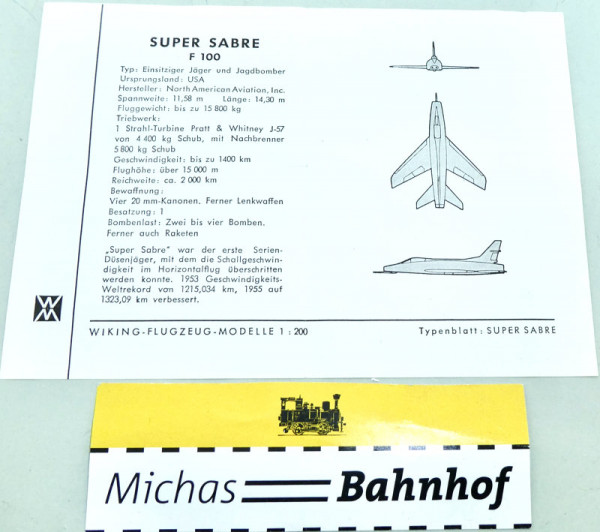 SUPER SABRE
F 100
Typ: Einsitziger Jäger und Jagdbomber
Ursprungsland: USA
Hersteller: North American Aviation, Inc.
Spannweite: 11,58 m Länge: 14,30 m
Fluggewicht: bis zu 15 800 kg
Triebwerk:
1 Strahl-Turbine Pratt & Whitney J-57
von 4 400 kg Schub, mit Nachbrenner
5 800 kg Schub
Geschwindigkeit: bis zu 1400 km
Flughöhe: über 15 000 m
Reichweite: ca. 2 000 km
Bewaffnung:
Vier 20 mm-Kanonen. Ferner Lenkwaffen
Besatzung: 1
Bombenlast: Zwei bis vier Bomben.
Ferner auch Raketen
„Super Sabre" war der erste Serien-
Düsenjäger, mit dem die Schallgeschwin-
digkeit im Horizontalflug überschritten
werden konnte. 1953 Geschwindigkeits-
Weltrekord von 1215,034 km, 1955 auf
1323,09 km verbessert.
WM
WIKING-FLUGZEUG-MODELLE 1 : 200
Typenblatt: SUPER SABRE
Michas Bahnhof